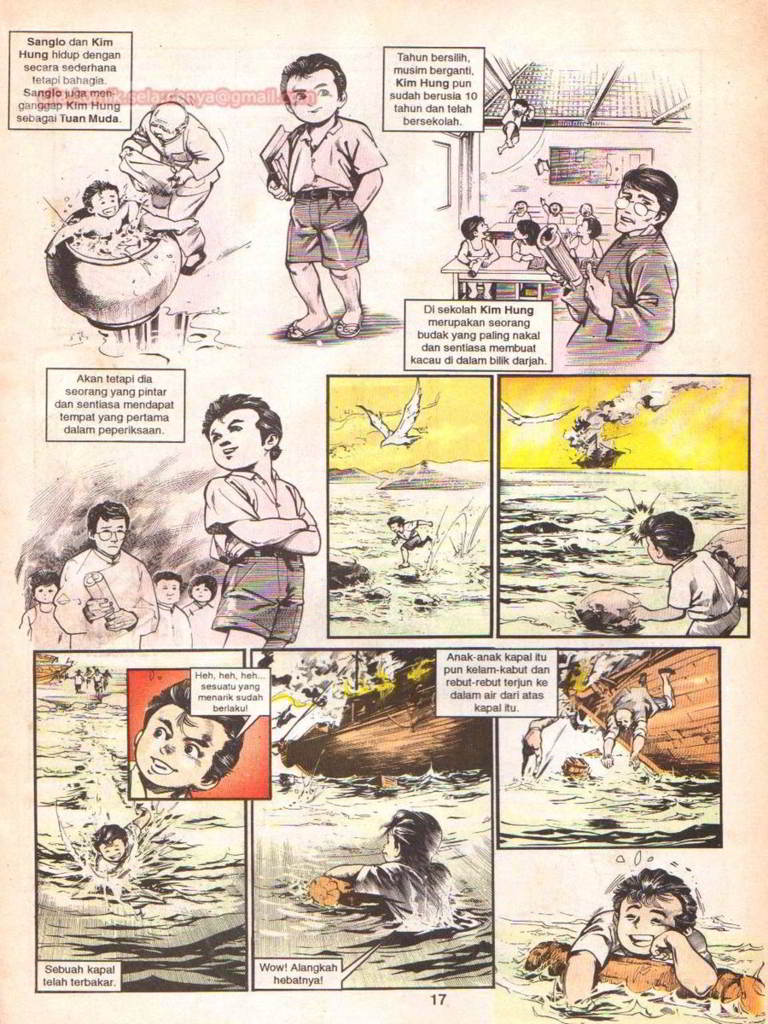 Sanglo dan Kim
Hung hidup dengan
secara sederhana
tetapi bahagia.
Sanglo juga men-
ganggap Kim Hung
sebagai Tuan Muda.
Tahun bersilih,
musim berganti,
Kim Hung pun
sudah berusia 10
tahun dan telah
bersekolah.
Di sekolah Kim Hung
merupakan seorang
budak yang paling nakal
dan sentiasa membuat
kacau di dalam bilik darjah.
Akan tetapi dia
seorang yang pintar
dan sentiasa mendapat
tempat yang pertama
dalam peperiksaan.
Heh, heh, heh...
sesuatu yang
menarik sudah
berlaku!
Sebuah kapal
telah terbakar.
Wow! Alangkah
hebatnya!
Anak-anak kapal itu
pun kelam-kabut dan
rebut-rebut terjun ke
dalam air dari atas
kapal itu.
17